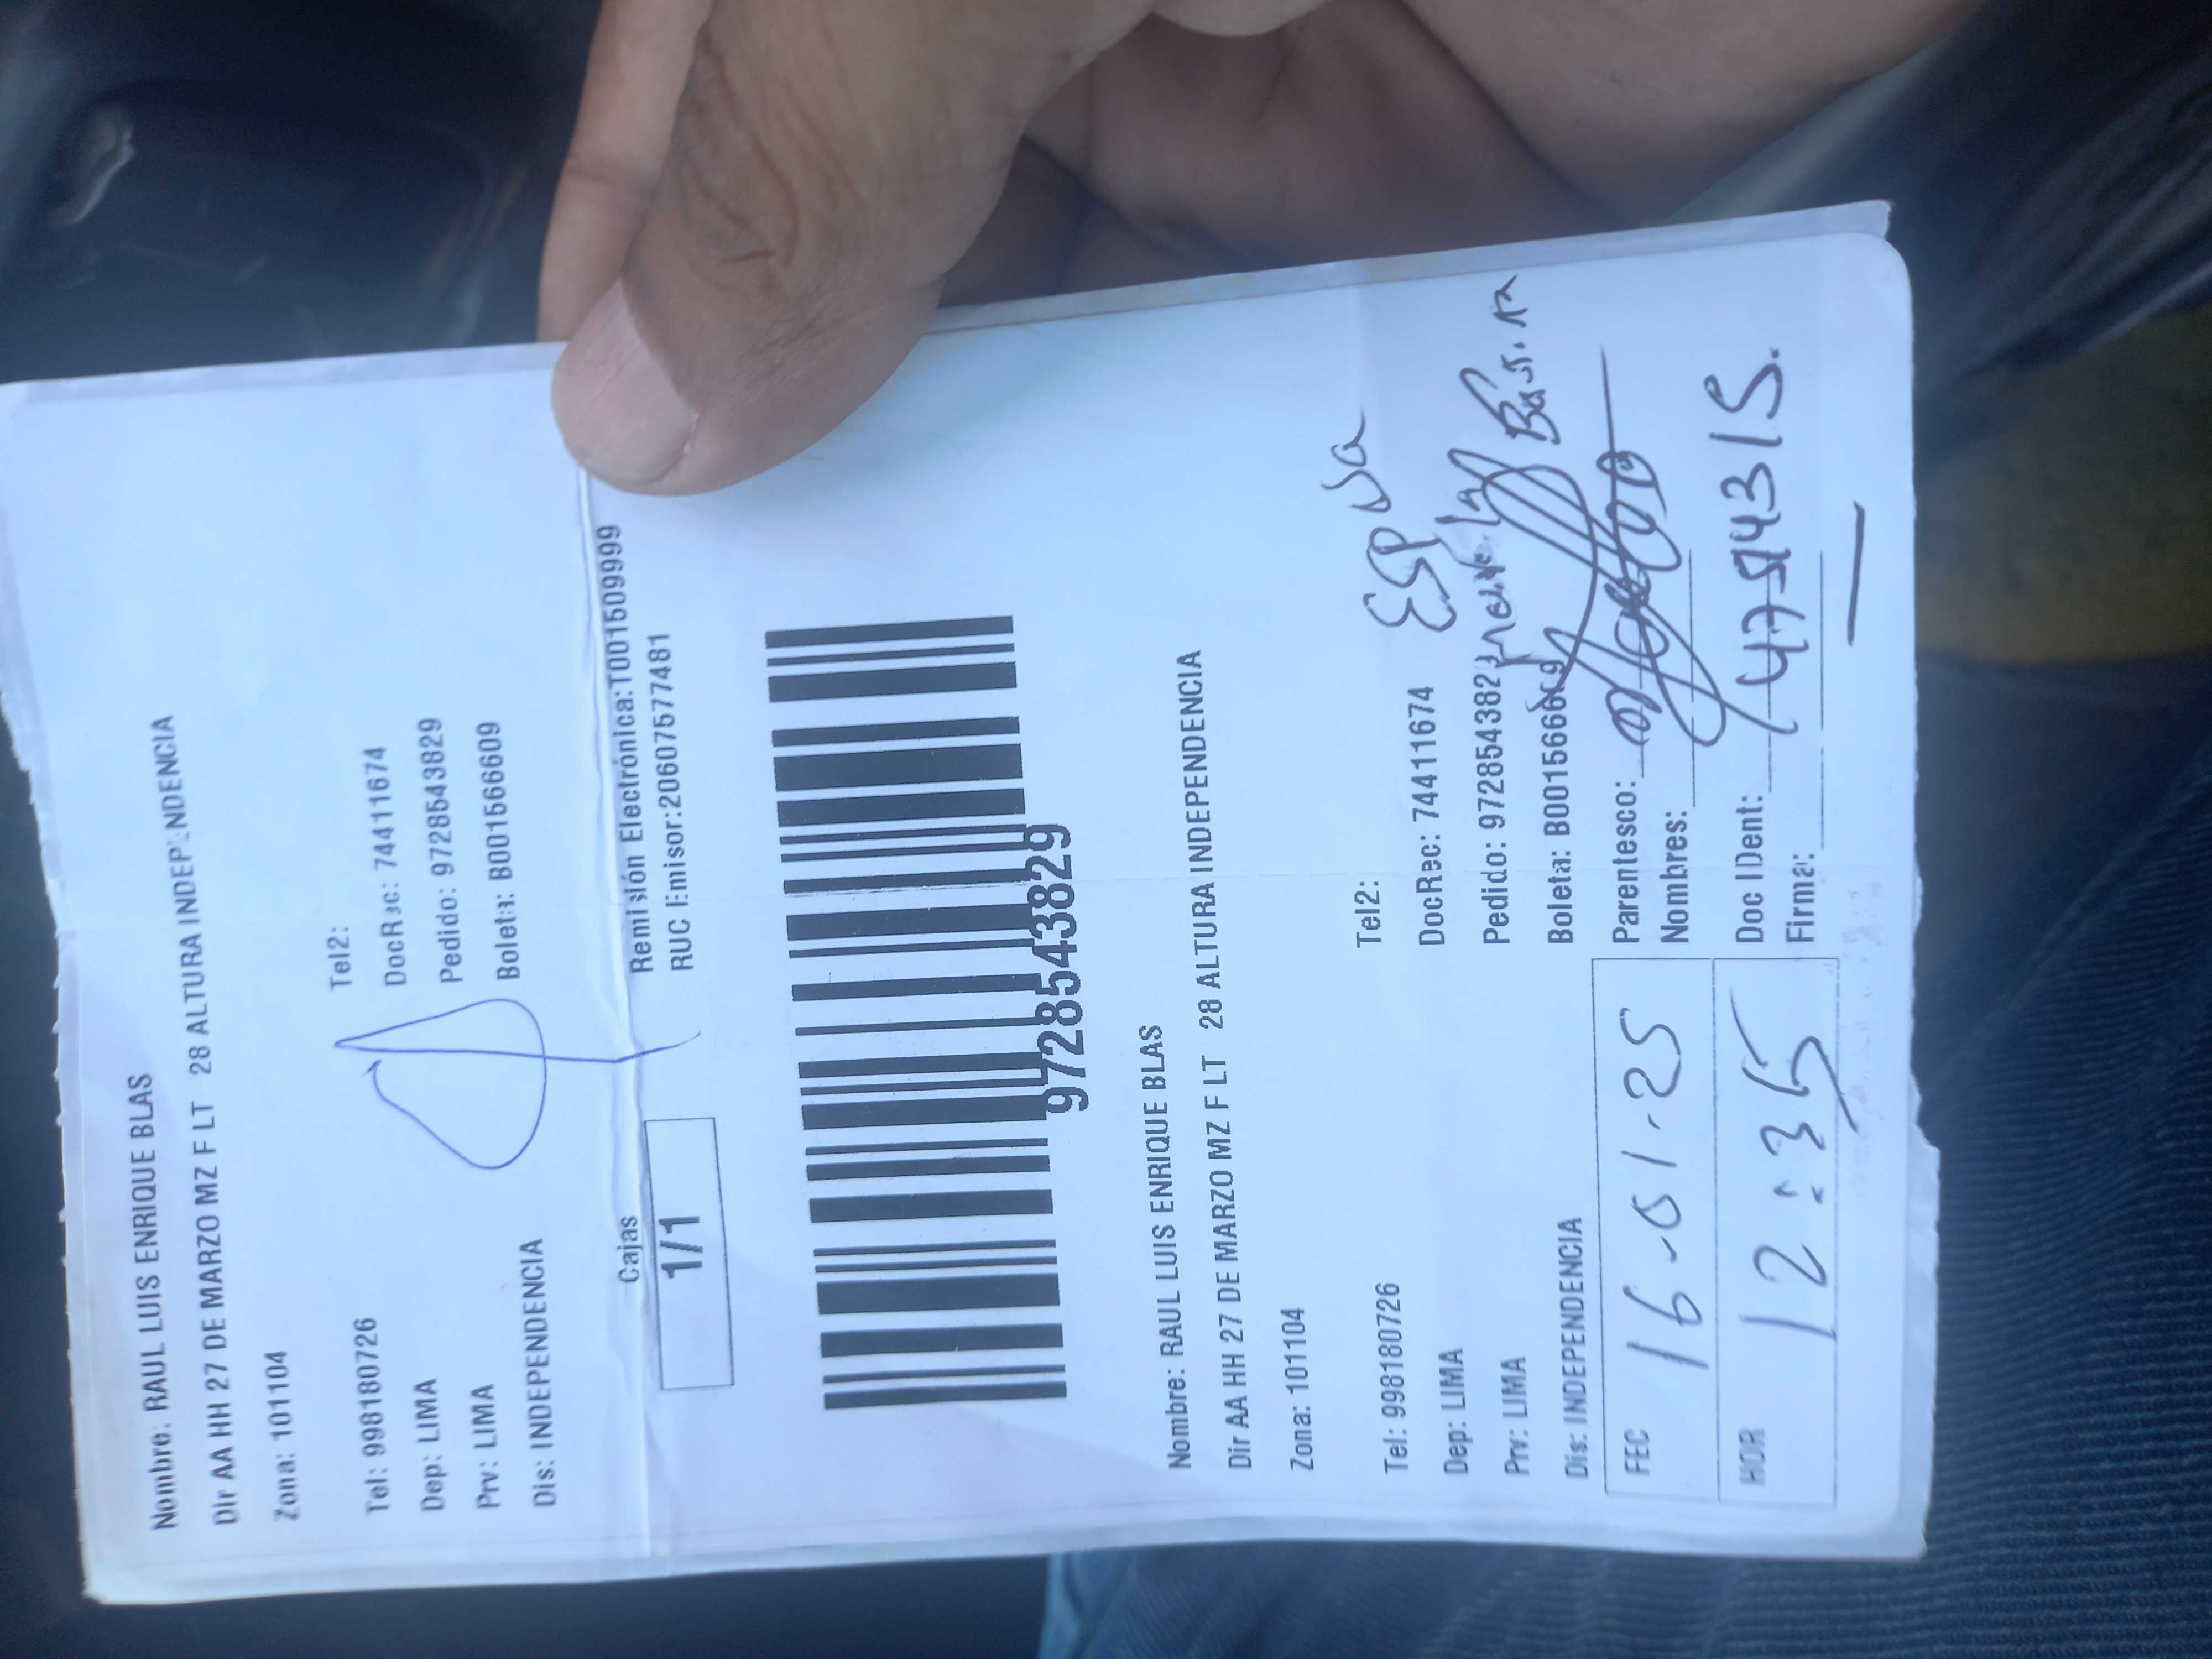 Nombre: RAUL LUIS ENRIQUE BLAS
Dir AA HH 27 DE MARZO MZ F LT 28 ALTURA INDEPENDENCIA
Zona: 101104
Tel: 998180726
Tel2:
Dep: LIMA
DocRec: 74411674
Prv: LIMA
Pedido: 97285543829
Dis: INDEPENDENCIA
Boleta: B001566609
Cajas
1/1
Remisión Electrónica:T001509999
RUC Emisor:20607577481
9728543829
Nombre: RAUL LUIS ENRIQUE BLAS
Dir AA HH 27 DE MARZO MZ F LT 28 ALTURA INDEPENDENCIA
Zona: 101104
Tel: 998180726
Tel2:
Dep: LIMA
DocRec: 74411674
Esposa
Prv: LIMA
Pedido: 9728543829
Dis: INDEPENDENCIA
Boleta: B001566609
FEC 16-01-25
Parentesco:
Nombres:
HOR 12:35
Doc IDent:
Firma: